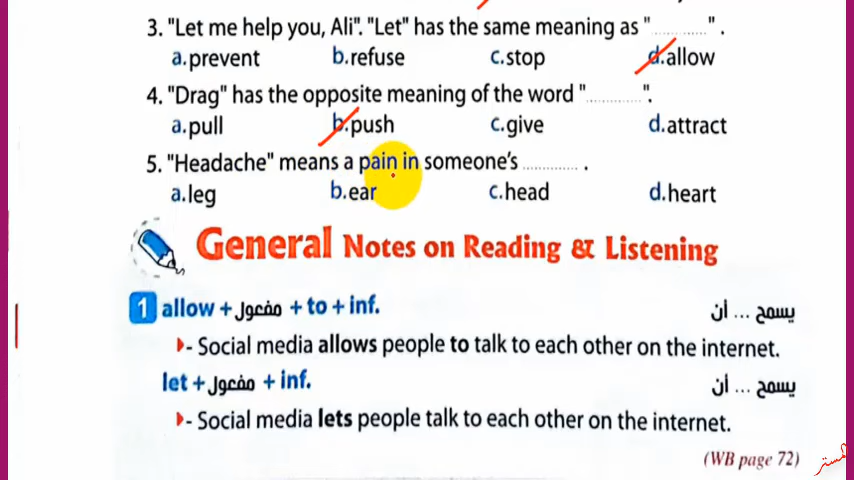 3. "Let me help you, Ali". "Let" has the same meaning as "............" .
a.prevent b.refuse c.stop d.allow
4. "Drag" has the opposite meaning of the word "............".
a.pull b.push c.give d.attract
5. "Headache" means a pain in someone's ............ .
a.leg b.ear c.head d.heart
General Notes on Reading & Listening
1 allow + مفعول + to + inf. يسمح ... أن
- Social media allows people to talk to each other on the internet.
let + مفعول + inf. يسمح ... أن
- Social media lets people talk to each other on the internet.
(WB page 72)